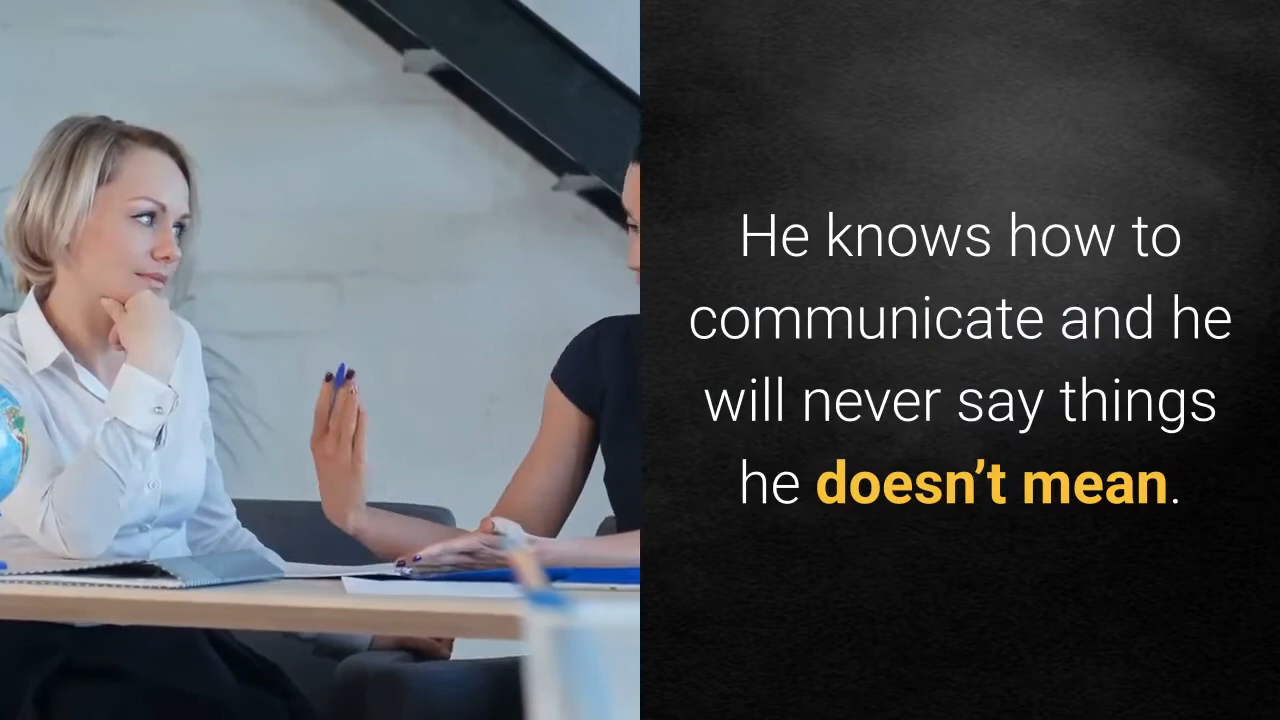 He knows how to
communicate and he
will never say things
he doesn’t mean.